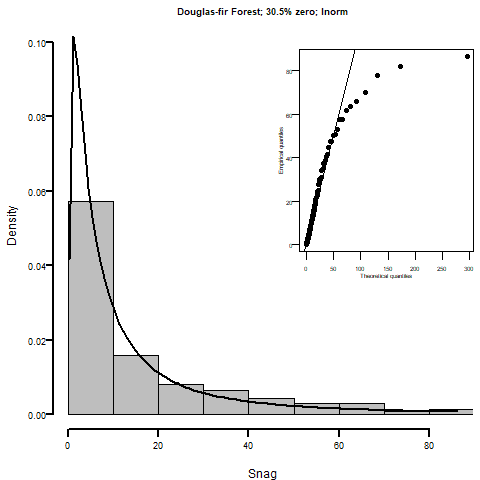 Douglas-fir Forest; 30.5% zero; lnorm
0.10
0.08
0.06
0.04
0.02
0.00
Density
0 20 40 60 80
Snag
80
60
40
20
0
Empirical quantiles
0 50 100 150 200 250 300
Theoretical quantiles